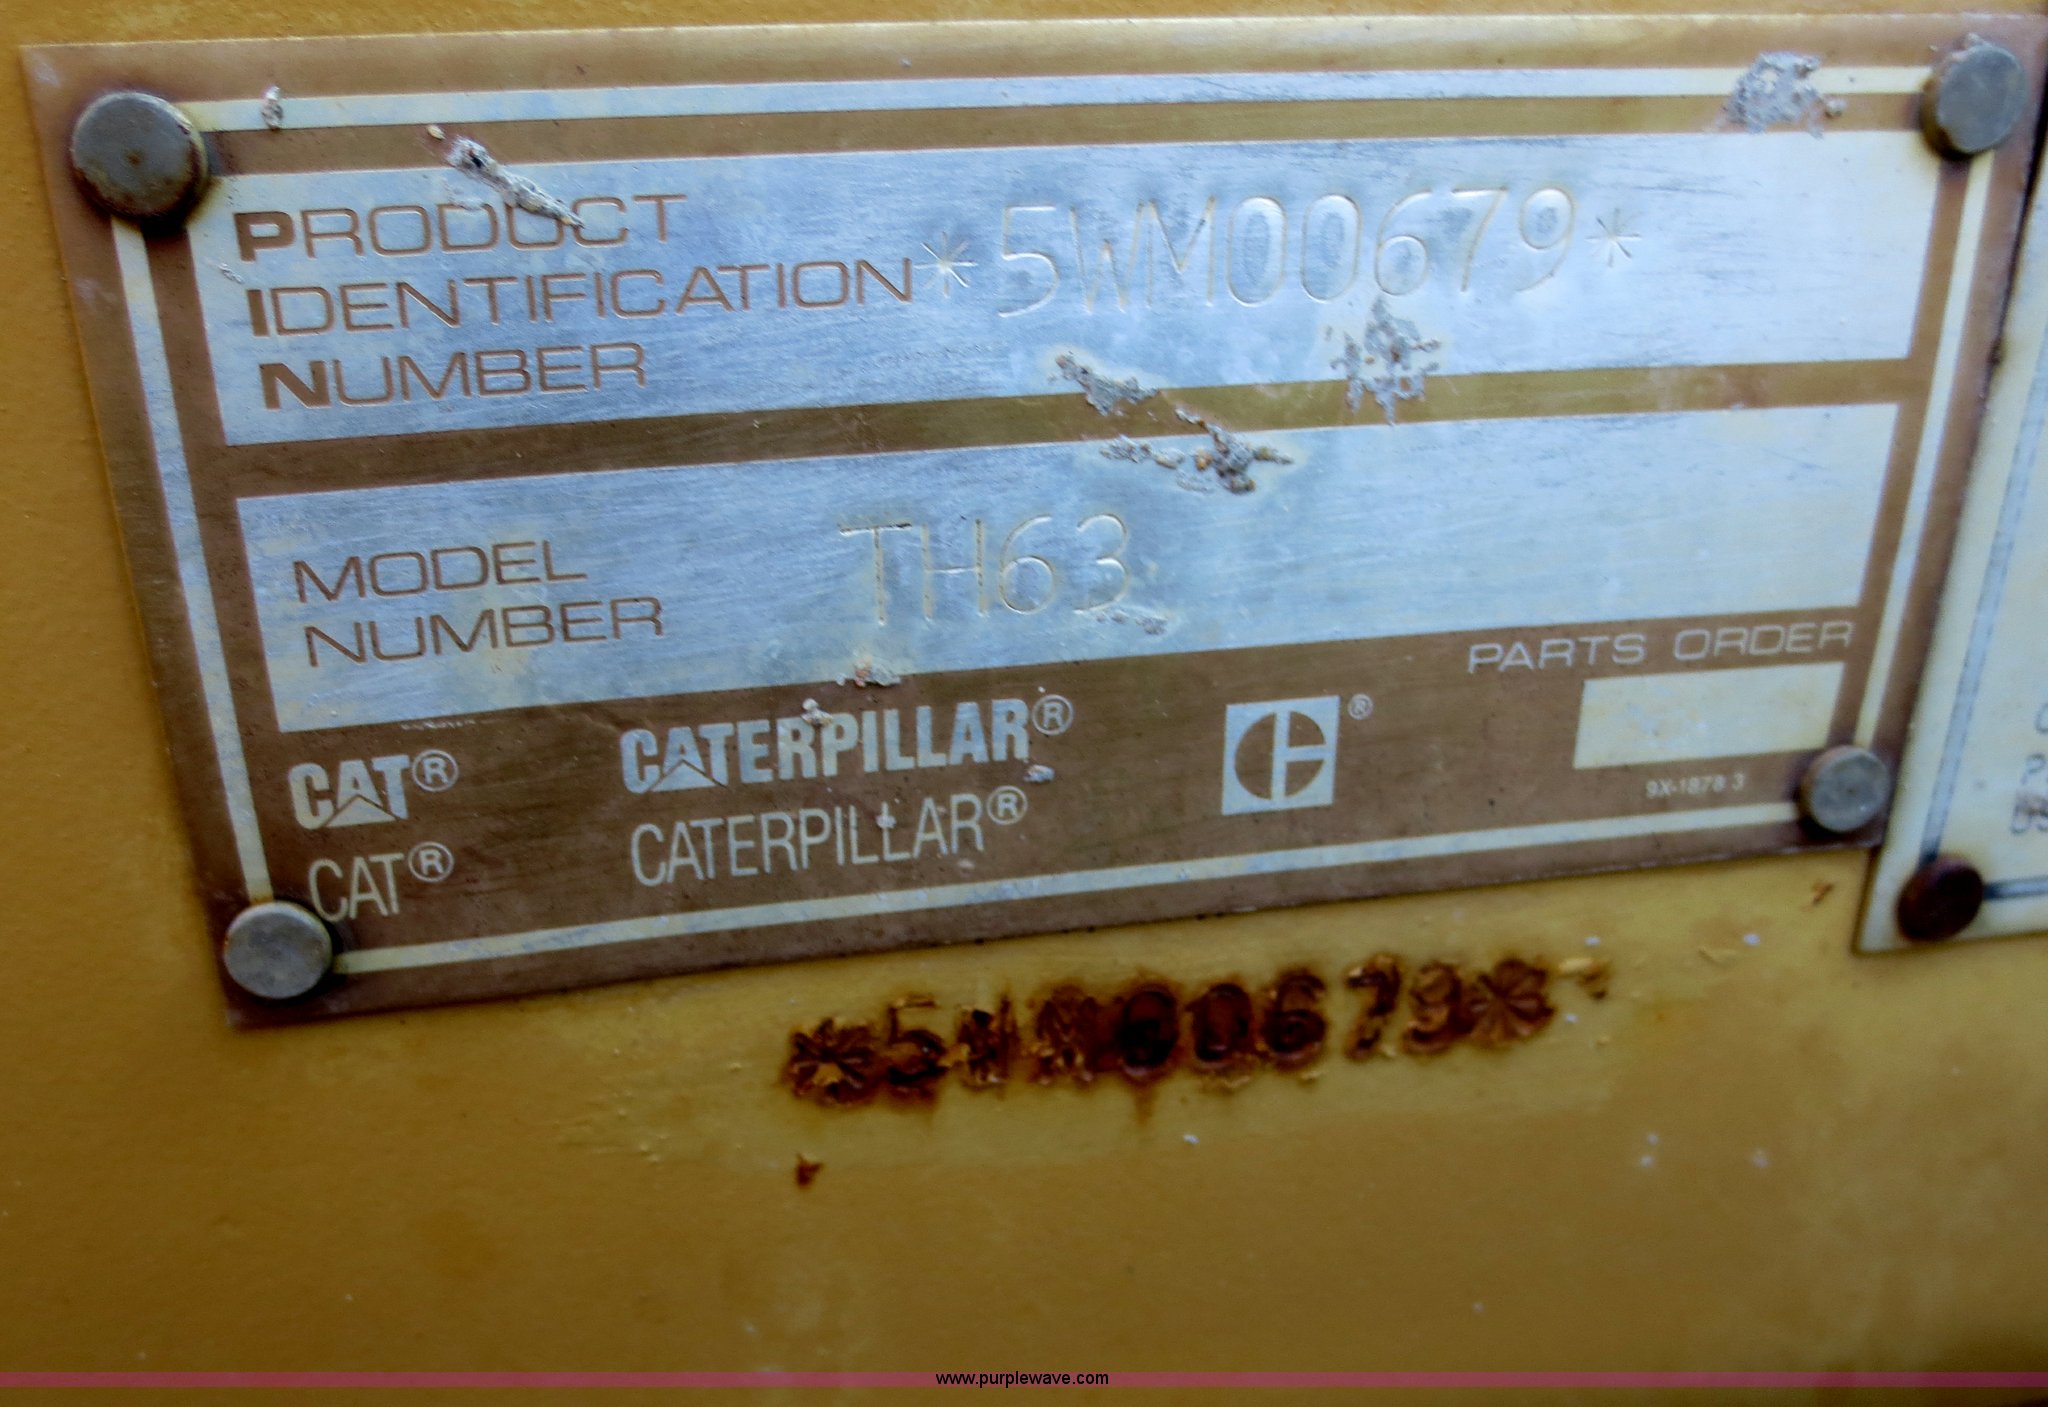 PRODUCT
IDENTIFICATION *5WM00679*
NUMBER
MODEL
NUMBER TH63
PARTS ORDER
CAT® CATERPILLAR® ®
9X-1878 3
CAT® CATERPILLAR®
*5WM00679*
www.purplewave.com